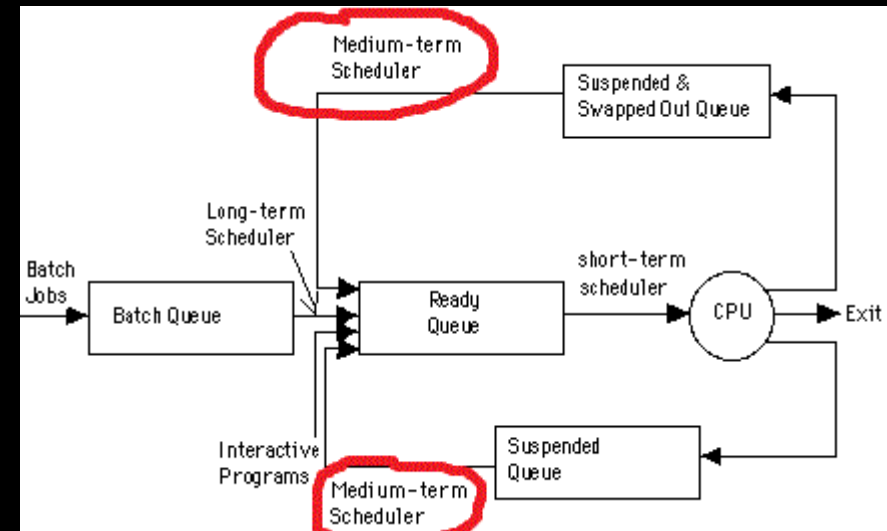 Medium-term
Scheduler
Suspended &
Swapped Out Queue
Long-term
Scheduler
Batch
Jobs
Batch Queue
Ready
Queue
short-term
scheduler
CPU
Exit
Interactive
Programs
Suspended
Queue
Medium-term
Scheduler